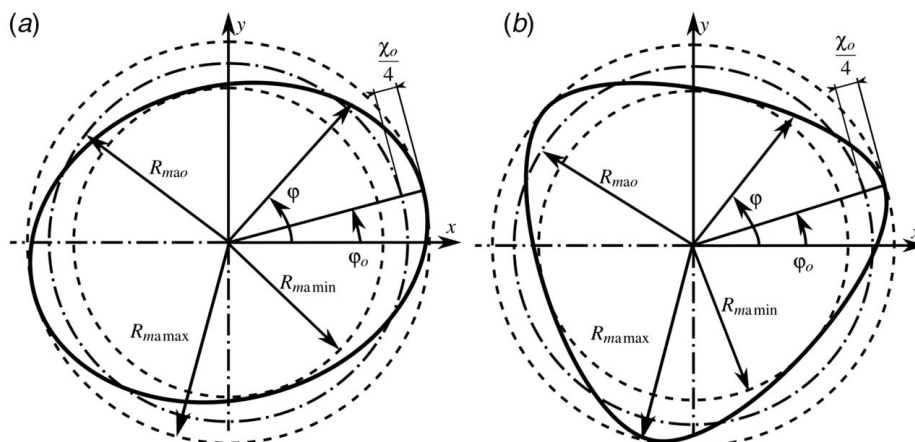 (a)
y
χo
4
Rmao
φ
x
φo
Rma min
Rma max
(b)
y
χo
4
Rmao
φ
x
φo
Rma max
Rma min